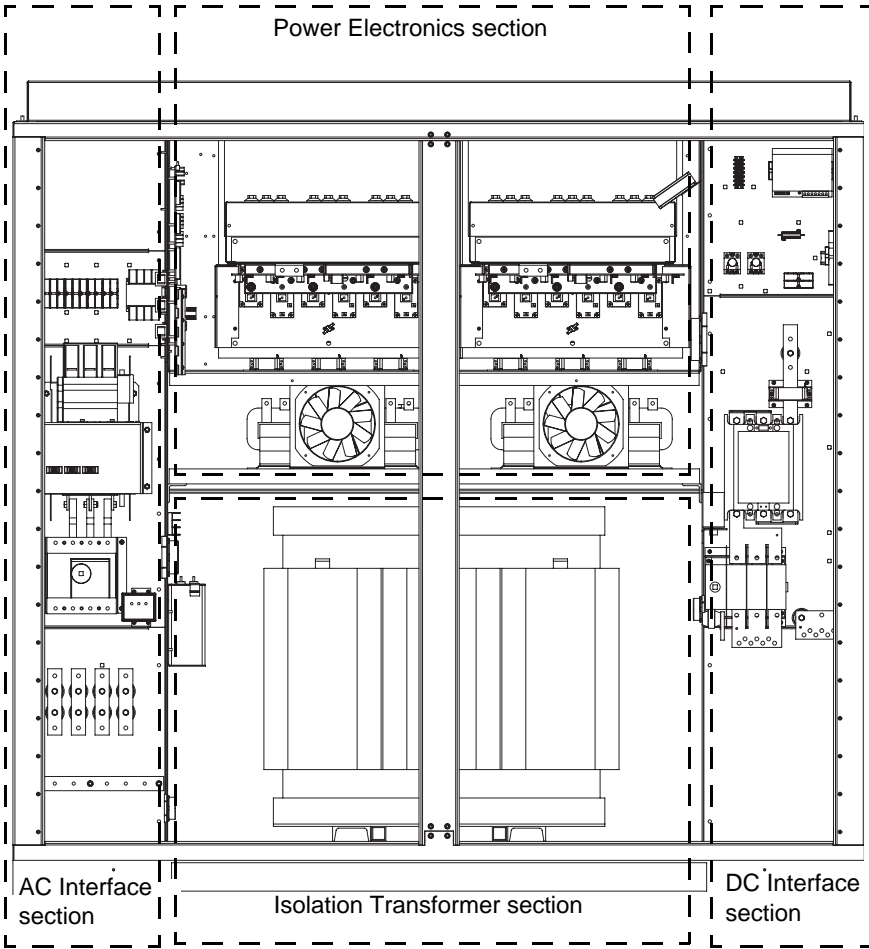 Power Electronics section
AC Interface
section
Isolation Transformer section
DC Interface
section